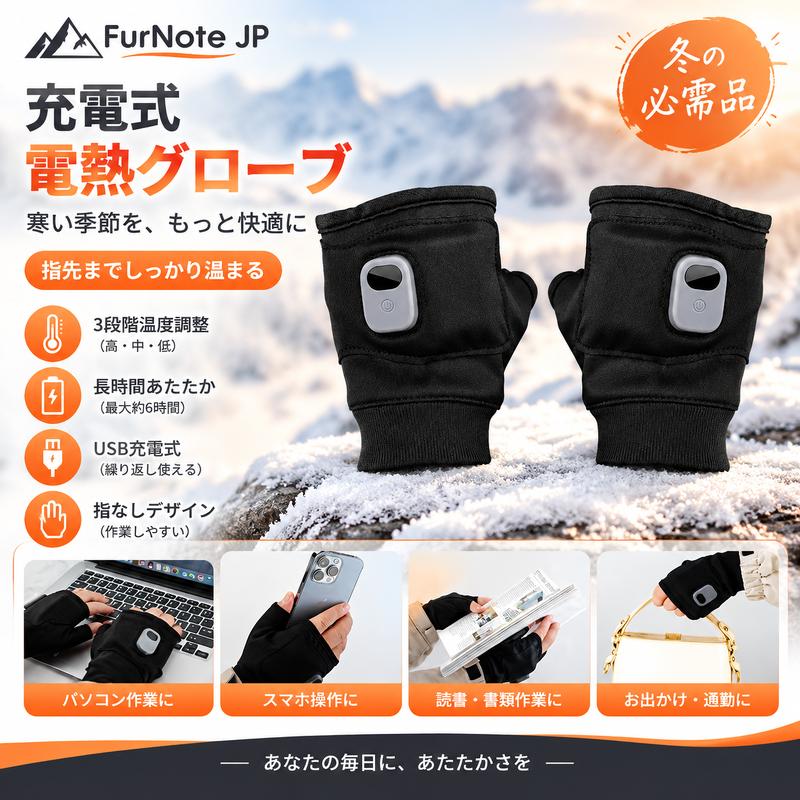 FurNote JP
冬の
必需品
充電式
電熱グローブ
寒い季節を、もっと快適に
指先までしっかり温まる
3段階温度調整
（高・中・低）
長時間あたたか
（最大約6時間）
USB充電式
（繰り返し使える）
指なしデザイン
（作業しやすい）
パソコン作業に
スマホ操作に
読書・書類作業に
お出かけ・通勤に
あなたの毎日に、あたたかさを